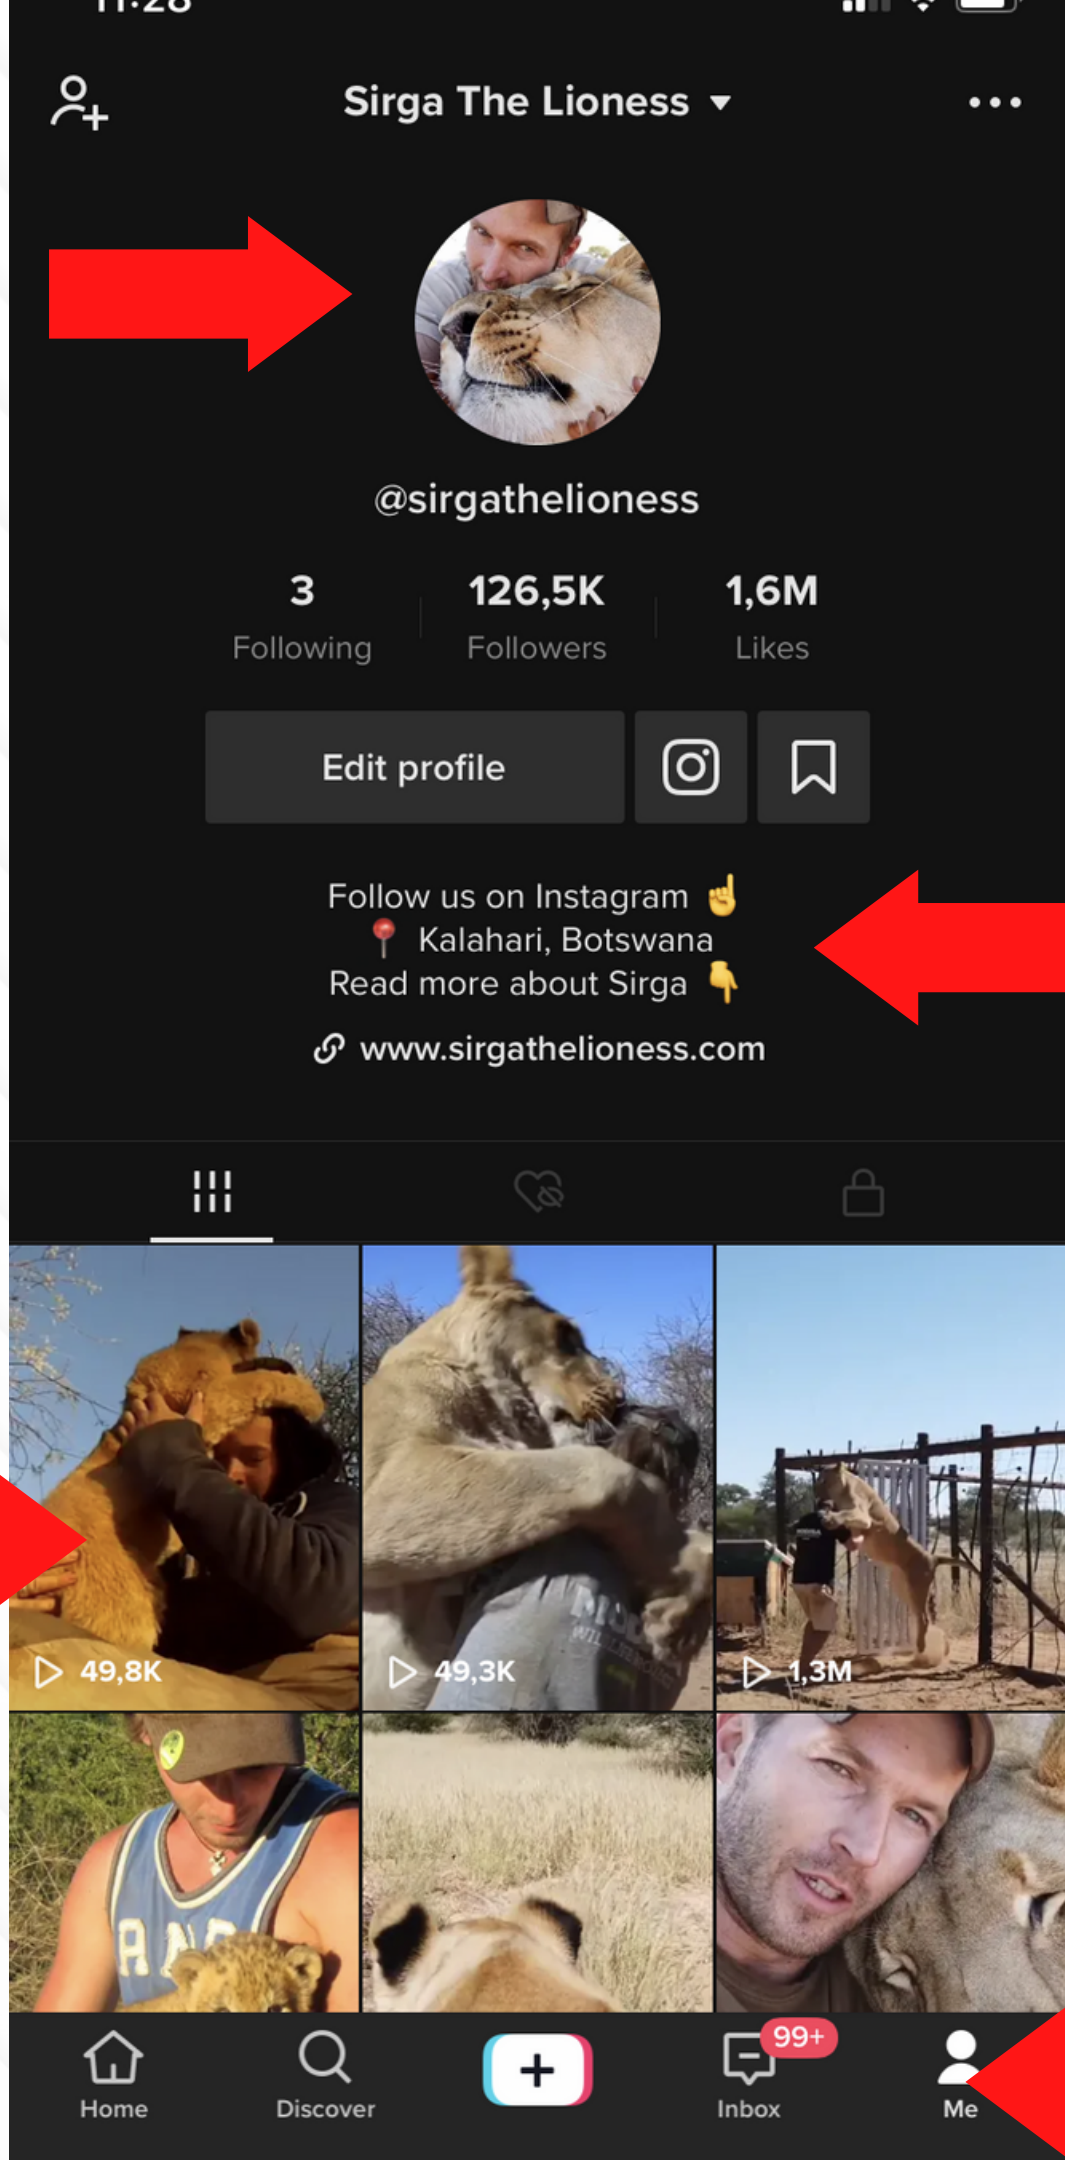 11:28
Sirga The Lioness
@sirgathelioness
3 126,5K 1,6M
Following Followers Likes
Edit profile
Follow us on Instagram ☝️
📍 Kalahari, Botswana
Read more about Sirga 👇
www.sirgathelioness.com
49,8K 49,3K 1,3M
99+
Home Discover Inbox Me